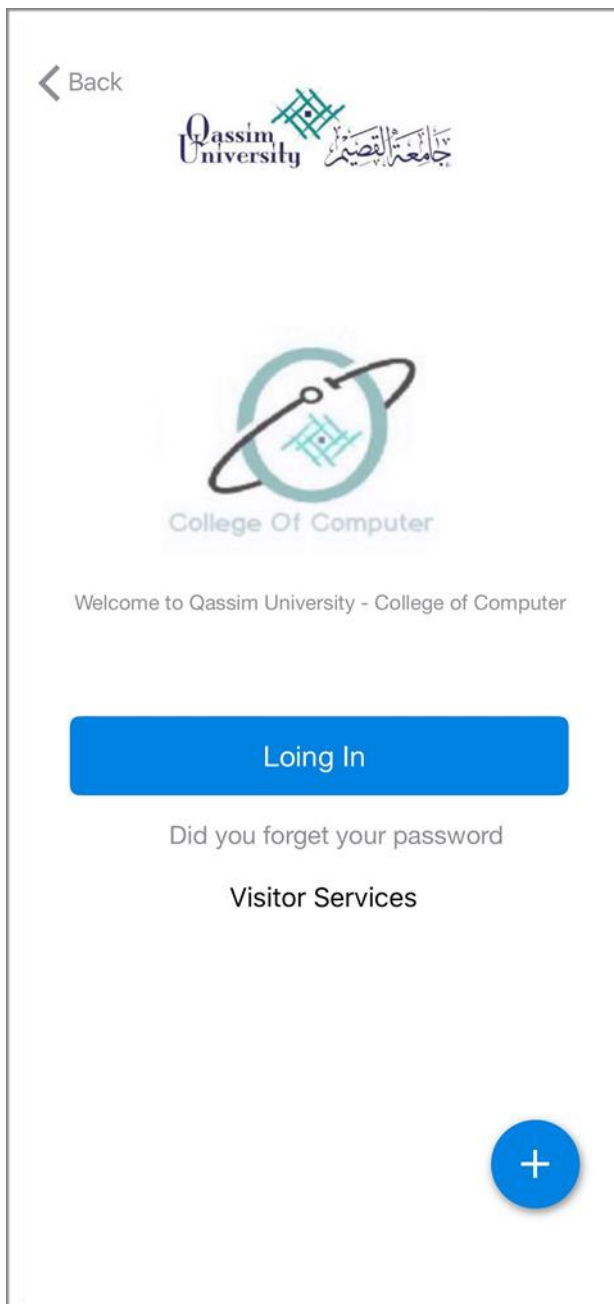 Back
Qassim
University
جامعة القصيم
College Of Computer
Welcome to Qassim University - College of Computer
Loing In
Did you forget your password
Visitor Services
+